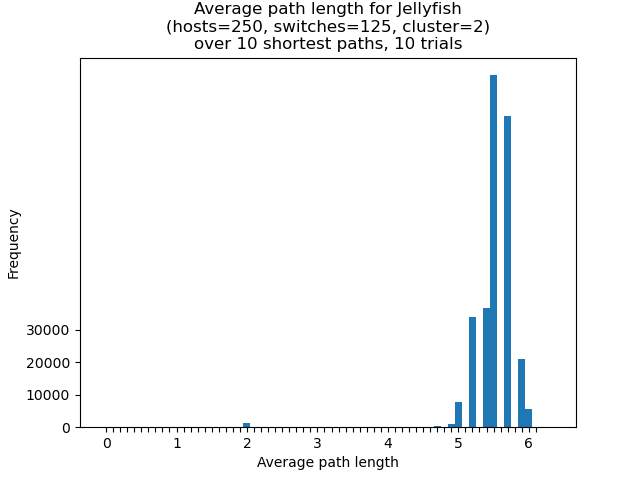 Average path length for Jellyfish
(hosts=250, switches=125, cluster=2)
over 10 shortest paths, 10 trials
Frequency
30000
20000
10000
0
0 1 2 3 4 5 6
Average path length